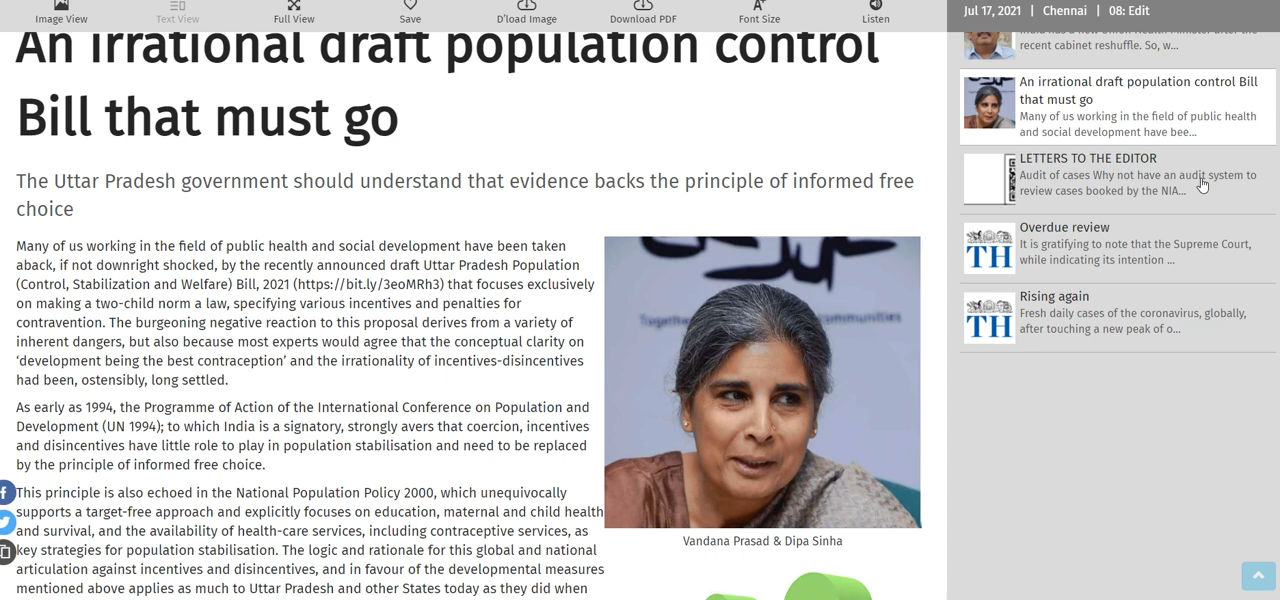 Image View
Text View
Full View
Save
D'load Image
Download PDF
Font Size
Listen
Jul 17, 2021 | Chennai | 08: Edit
An irrational draft population control
Bill that must go
The Uttar Pradesh government should understand that evidence backs the principle of informed free
choice
Many of us working in the field of public health and social development have been taken
aback, if not downright shocked, by the recently announced draft Uttar Pradesh Population
(Control, Stabilization and Welfare) Bill, 2021 (https://bit.ly/3eoMRh3) that focuses exclusively
on making a two-child norm a law, specifying various incentives and penalties for
contravention. The burgeoning negative reaction to this proposal derives from a variety of
inherent dangers, but also because most experts would agree that the conceptual clarity on
‘development being the best contraception’ and the irrationality of incentives-disincentives
had been, ostensibly, long settled.
As early as 1994, the Programme of Action of the International Conference on Population and
Development (UN 1994); to which India is a signatory, strongly avers that coercion, incentives
and disincentives have little role to play in population stabilisation and need to be replaced
by the principle of informed free choice.
This principle is also echoed in the National Population Policy 2000, which unequivocally
supports a target-free approach and explicitly focuses on education, maternal and child health
and survival, and the availability of health-care services, including contraceptive services, as
key strategies for population stabilisation. The logic and rationale for this global and national
articulation against incentives and disincentives, and in favour of the developmental measures
mentioned above applies as much to Uttar Pradesh and other States today as they did when
communities
Vandana Prasad & Dipa Sinha
recent cabinet reshuffle. So, w...
An irrational draft population control Bill
that must go
Many of us working in the field of public health
and social development have bee...
LETTERS TO THE EDITOR
Audit of cases Why not have an audit system to
review cases booked by the NIA...
TH
Overdue review
It is gratifying to note that the Supreme Court,
while indicating its intention ...
TH
Rising again
Fresh daily cases of the coronavirus, globally,
after touching a new peak of o...